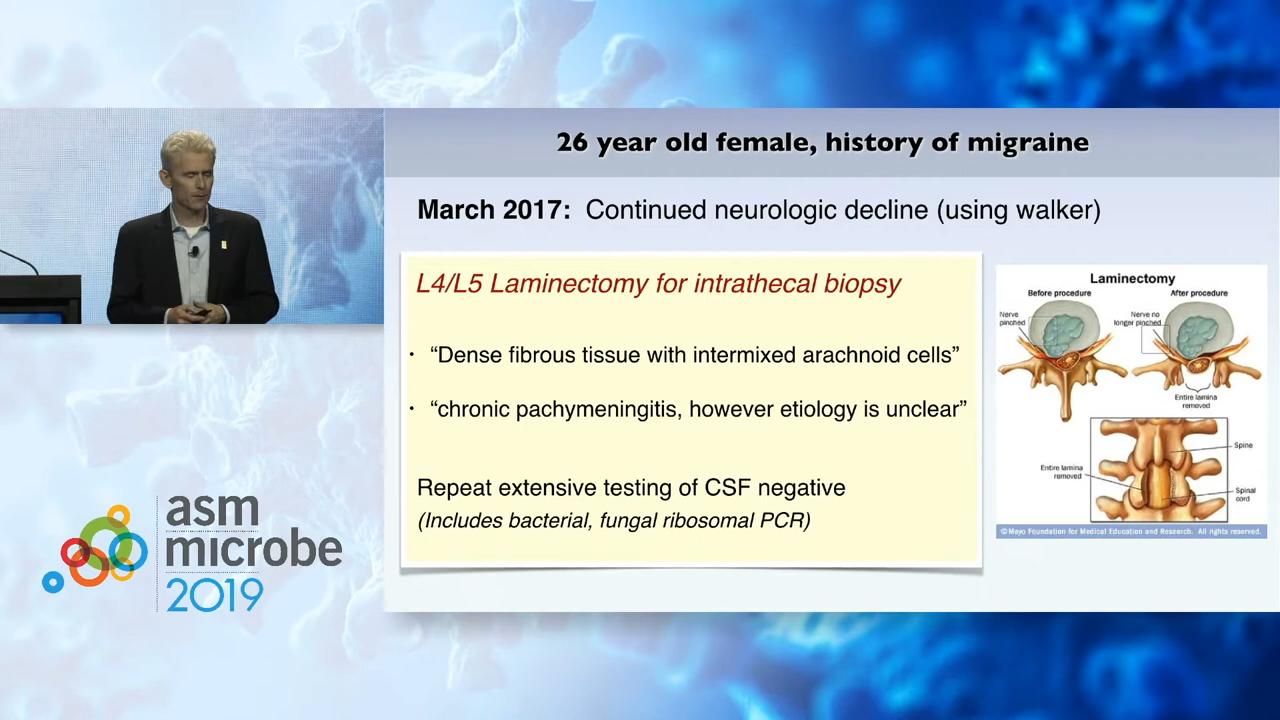 26 year old female, history of migraine
March 2017: Continued neurologic decline (using walker)
L4/L5 Laminectomy for intrathecal biopsy
· “Dense fibrous tissue with intermixed arachnoid cells”
· “chronic pachymeningitis, however etiology is unclear”
Repeat extensive testing of CSF negative
(Includes bacterial, fungal ribosomal PCR)
Laminectomy
Before procedure
After procedure
Nerve
pinched
Nerve no
longer pinched
Entire lamina
removed
Spine
Entire lamina
removed
Spinal
cord
©Mayo Foundation for Medical Education and Research. All rights reserved.
asm
microbe
2019